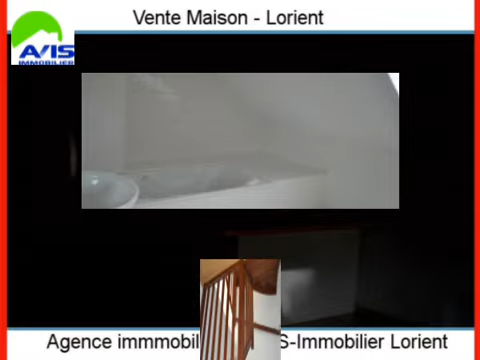 Vente Maison - Lorient
AVIS
IMMOBILIER
Agence immmobil S-Immobilier Lorient